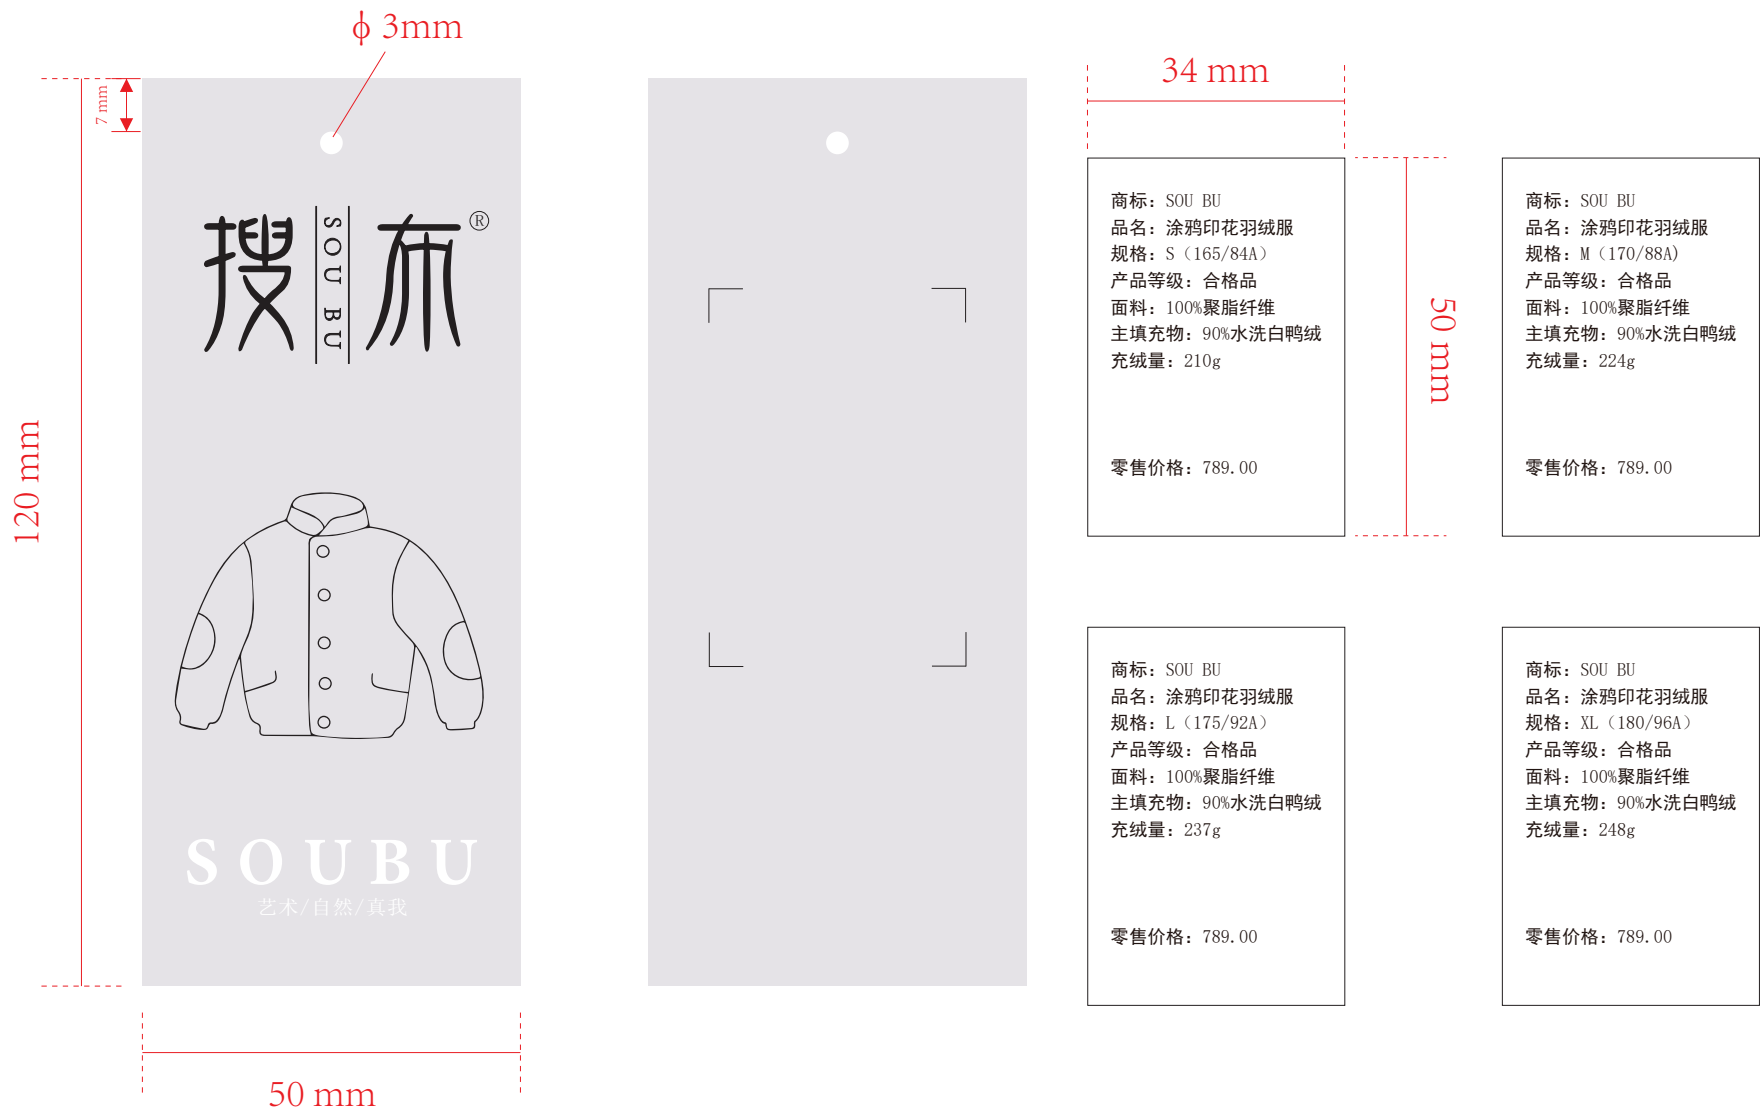 ϕ 3mm
7 mm
120 mm
50 mm
搜布®
SOU BU
SOUBU
艺术/自然/真我
34 mm
50 mm
商标：SOU BU
品名：涂鸦印花羽绒服
规格：S（165/84A）
产品等级：合格品
面料：100%聚脂纤维
主填充物：90%水洗白鸭绒
充绒量：210g
零售价格：789.00
商标：SOU BU
品名：涂鸦印花羽绒服
规格：M（170/88A)
产品等级：合格品
面料：100%聚脂纤维
主填充物：90%水洗白鸭绒
充绒量：224g
零售价格：789.00
商标：SOU BU
品名：涂鸦印花羽绒服
规格：L（175/92A）
产品等级：合格品
面料：100%聚脂纤维
主填充物：90%水洗白鸭绒
充绒量：237g
零售价格：789.00
商标：SOU BU
品名：涂鸦印花羽绒服
规格：XL（180/96A）
产品等级：合格品
面料：100%聚脂纤维
主填充物：90%水洗白鸭绒
充绒量：248g
零售价格：789.00